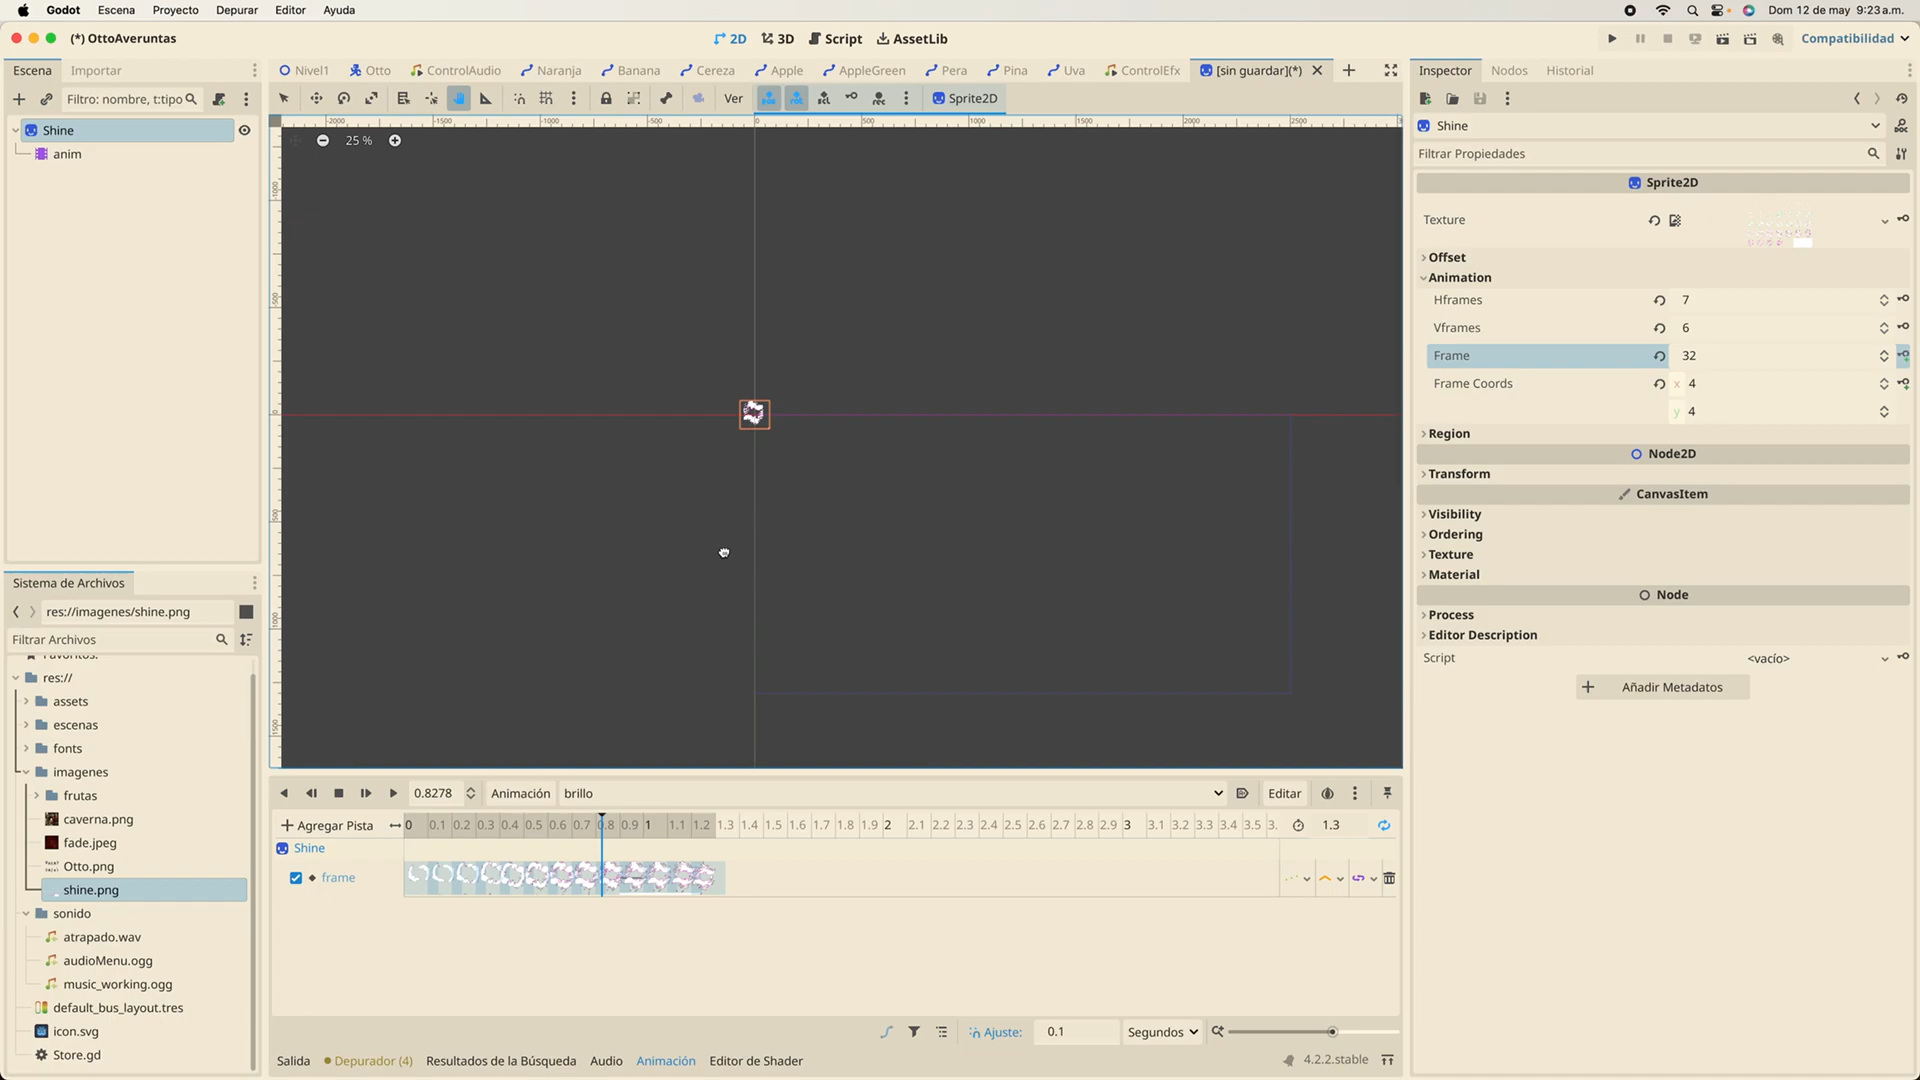 Godot Escena Proyecto Depurar Editor Ayuda Dom 12 de may 9:23 a.m.
(*) OttoAveruntas 2D 3D Script AssetLib Compatibilidad
Escena Importar
Nivel1 Otto ControlAudio Naranja Banana Cereza Apple AppleGreen Pera Pina Uva ControlEfx [sin guardar](*)
Inspector Nodos Historial
Filtro: nombre, t:tipo
Ver Sprite2D
Shine
anim
25 %
Shine
Filtrar Propiedades
Sprite2D
Texture
Offset
Animation
Hframes 7
Vframes 6
Frame 32
Frame Coords x 4
y 4
Region
Node2D
Transform
CanvasItem
Visibility
Ordering
Texture
Material
Node
Process
Editor Description
Script <vacío>
Añadir Metadatos
Sistema de Archivos
res://imagenes/shine.png
Filtrar Archivos
Favoritos:
res://
assets
escenas
fonts
imagenes
frutas
caverna.png
fade.jpeg
Otto.png
shine.png
sonido
atrapado.wav
audioMenu.ogg
music_working.ogg
default_bus_layout.tres
icon.svg
Store.gd
0.8278 Animación brillo Editar
Agregar Pista 0 0.1 0.2 0.3 0.4 0.5 0.6 0.7 0.8 0.9 1 1.1 1.2 1.3 1.4 1.5 1.6 1.7 1.8 1.9 2 2.1 2.2 2.3 2.4 2.5 2.6 2.7 2.8 2.9 3 3.1 3.2 3.3 3.4 3.5 3. 1.3
Shine
frame
Ajuste: 0.1 Segundos
Salida Depurador (4) Resultados de la Búsqueda Audio Animación Editor de Shader 4.2.2.stable